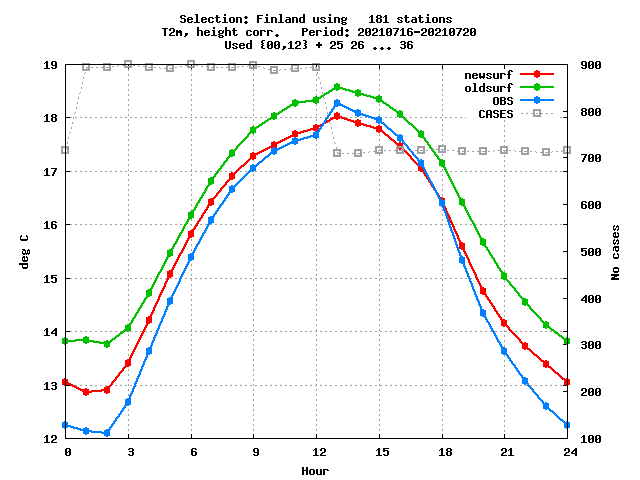 Selection: Finland using   181 stations
T2m, height corr.   Period: 20210716-20210720
Used {00,12} + 25 26 ... 36
newsurf
oldsurf
OBS
CASES
19
18
17
16
15
14
13
12
deg C
900
800
700
600
500
400
300
200
100
No cases
0 3 6 9 12 15 18 21 24
Hour